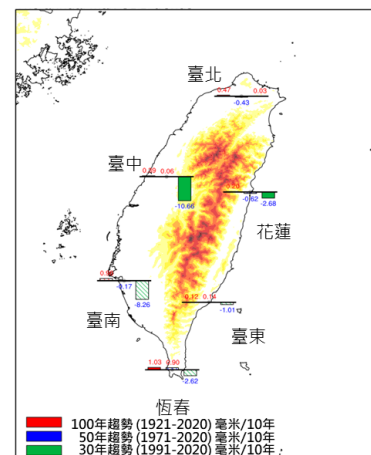 臺北
0.47 0.03
-0.43
臺中
0.06
-10.66
-0.62 -2.68
花蓮
-0.17
-8.26
臺南
0.12 0.14
-1.01
臺東
1.03 0.90
-2.62
恆春
100年趨勢 (1921-2020) 毫米/10年
50年趨勢 (1971-2020) 毫米/10年
30年趨勢 (1991-2020) 毫米/10年